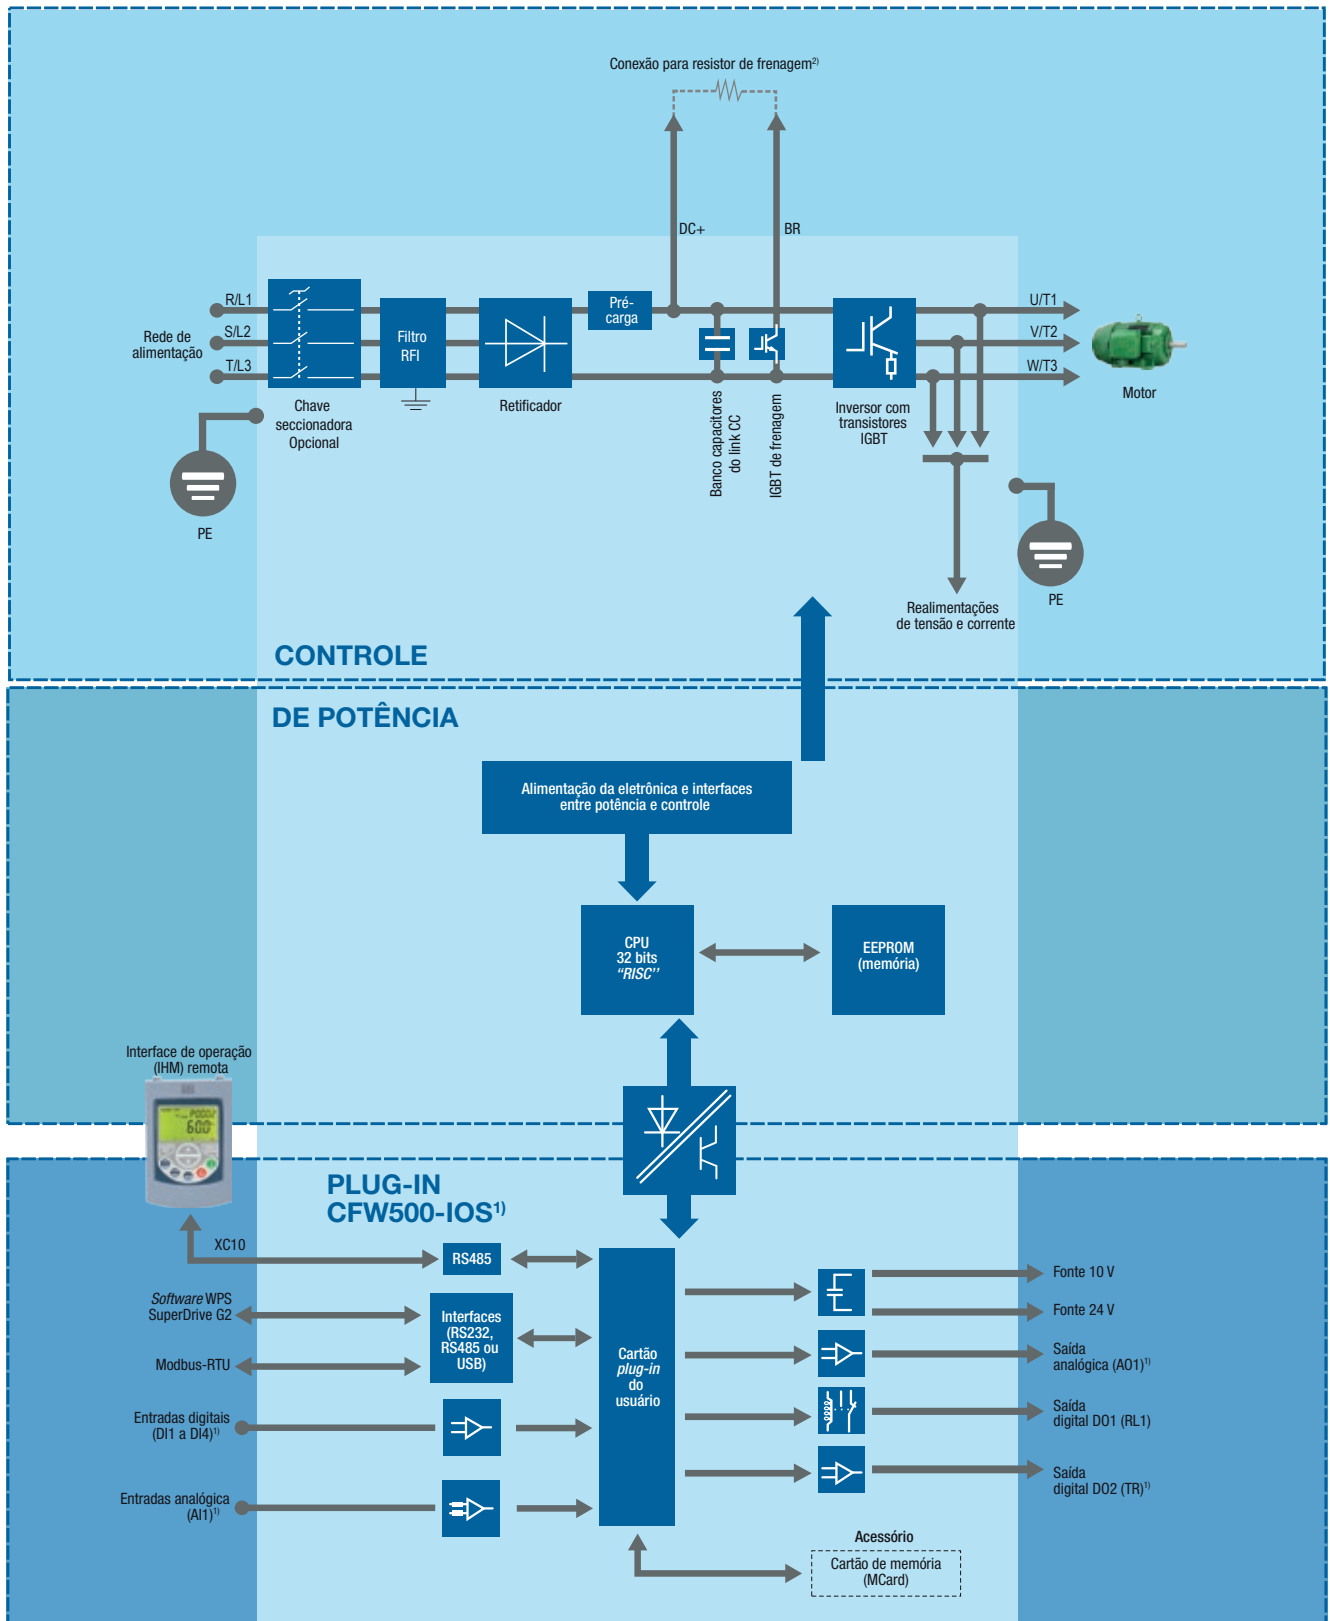 Conexão para resistor de frenagem2)
DC+
BR
R/L1
S/L2
T/L3
Rede de
alimentação
Filtro
RFI
Pré-
carga
U/T1
V/T2
W/T3
Chave
seccionadora
Opcional
Retificador
Banco capacitores
do link CC
IGBT de frenagem
Inversor com
transistores
IGBT
Motor
PE
PE
Realimentações
de tensão e corrente
CONTROLE
DE POTÊNCIA
Alimentação da eletrônica e interfaces
entre potência e controle
CPU
32 bits
“RISC’’
EEPROM
(memória)
Interface de operação
(IHM) remota
60.0
PLUG-IN
CFW500-IOS1)
XC10
RS485
Software WPS
SuperDrive G2
Modbus-RTU
Interfaces
(RS232,
RS485 ou
USB)
Entradas digitais
(DI1 a DI4)1)
Entradas analógica
(AI1)1)
Cartão
plug-in
do
usuário
Fonte 10 V
Fonte 24 V
Saída
analógica (AO1)1)
Saída
digital DO1 (RL1)
Saída
digital DO2 (TR)1)
Acessório
Cartão de memória
(MCard)